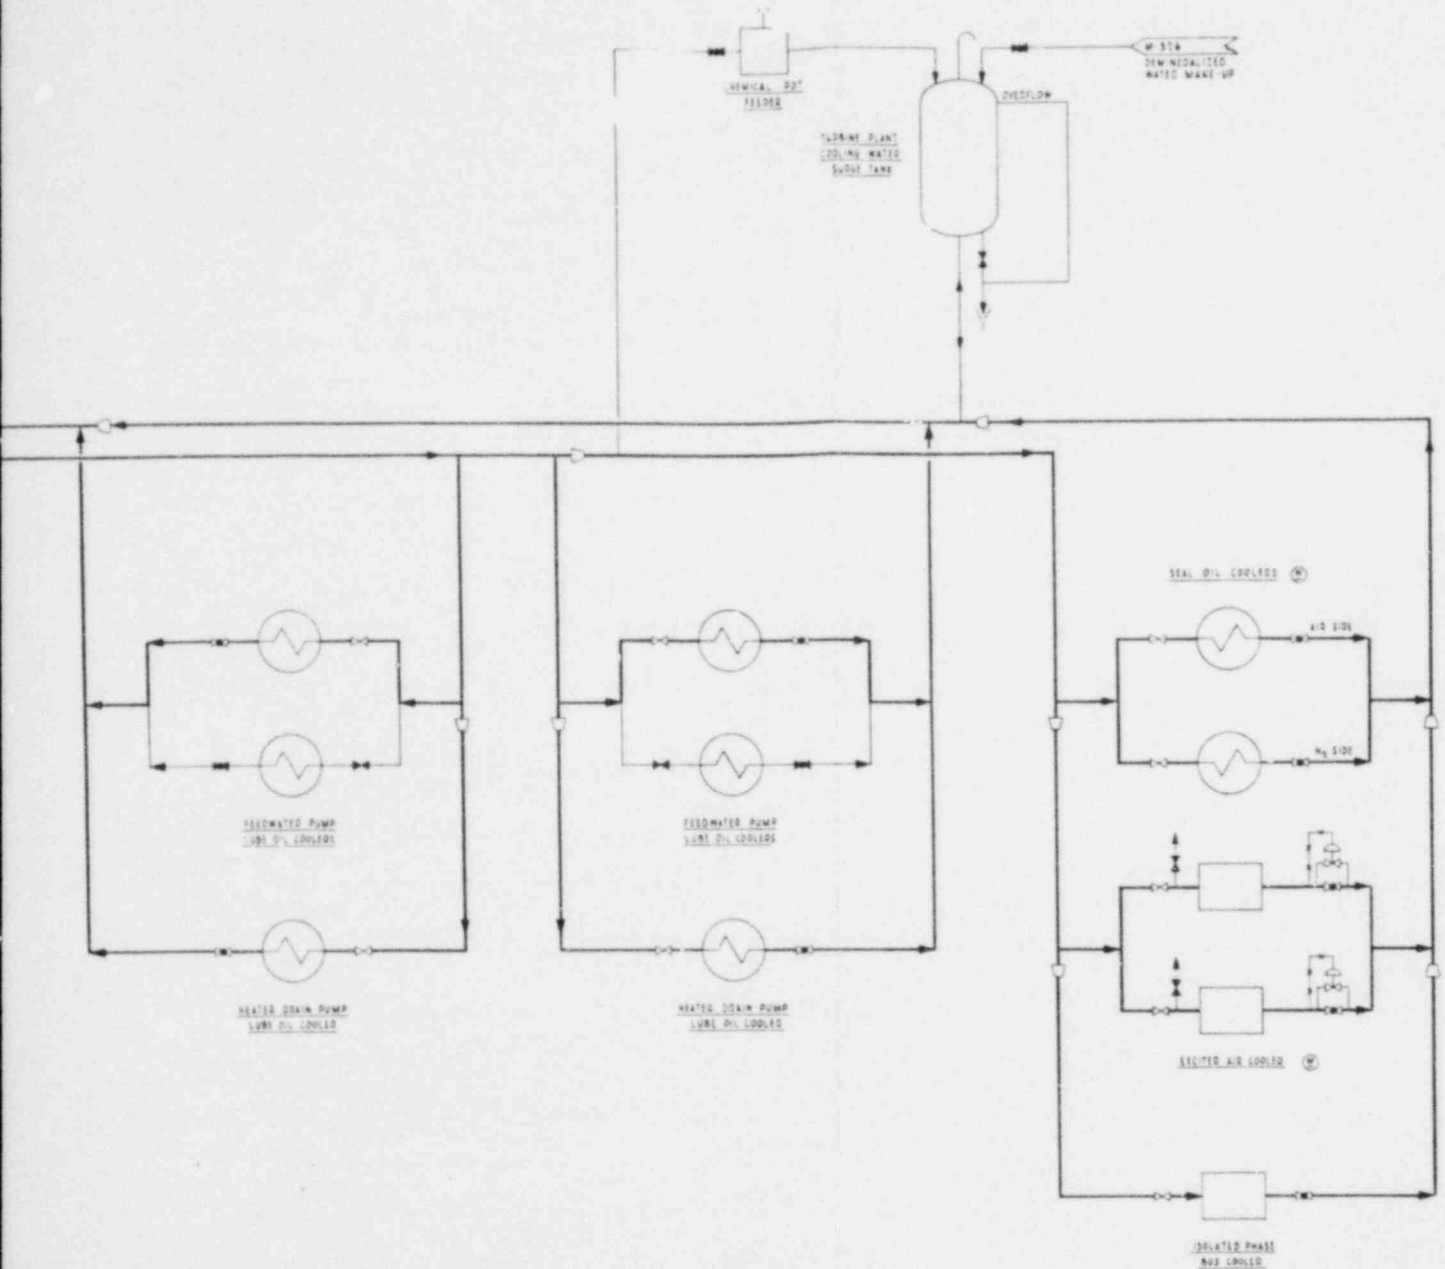 DEMINERALIZED
WATER MAKE-UP
CHEMICAL POT
FEEDER
OVERFLOW
TURBINE PLANT
COOLING WATER
SURGE TANK
SEAL OIL COOLERS
AIR SIDE
H2 SIDE
FEEDWATER PUMP
LUBE OIL COOLERS
FEEDWATER PUMP
LUBE OIL COOLERS
HEATER DRAIN PUMP
LUBE OIL COOLER
HEATER DRAIN PUMP
LUBE OIL COOLER
EXCITER AIR COOLER
ISOLATED PHASE
BUS COOLER